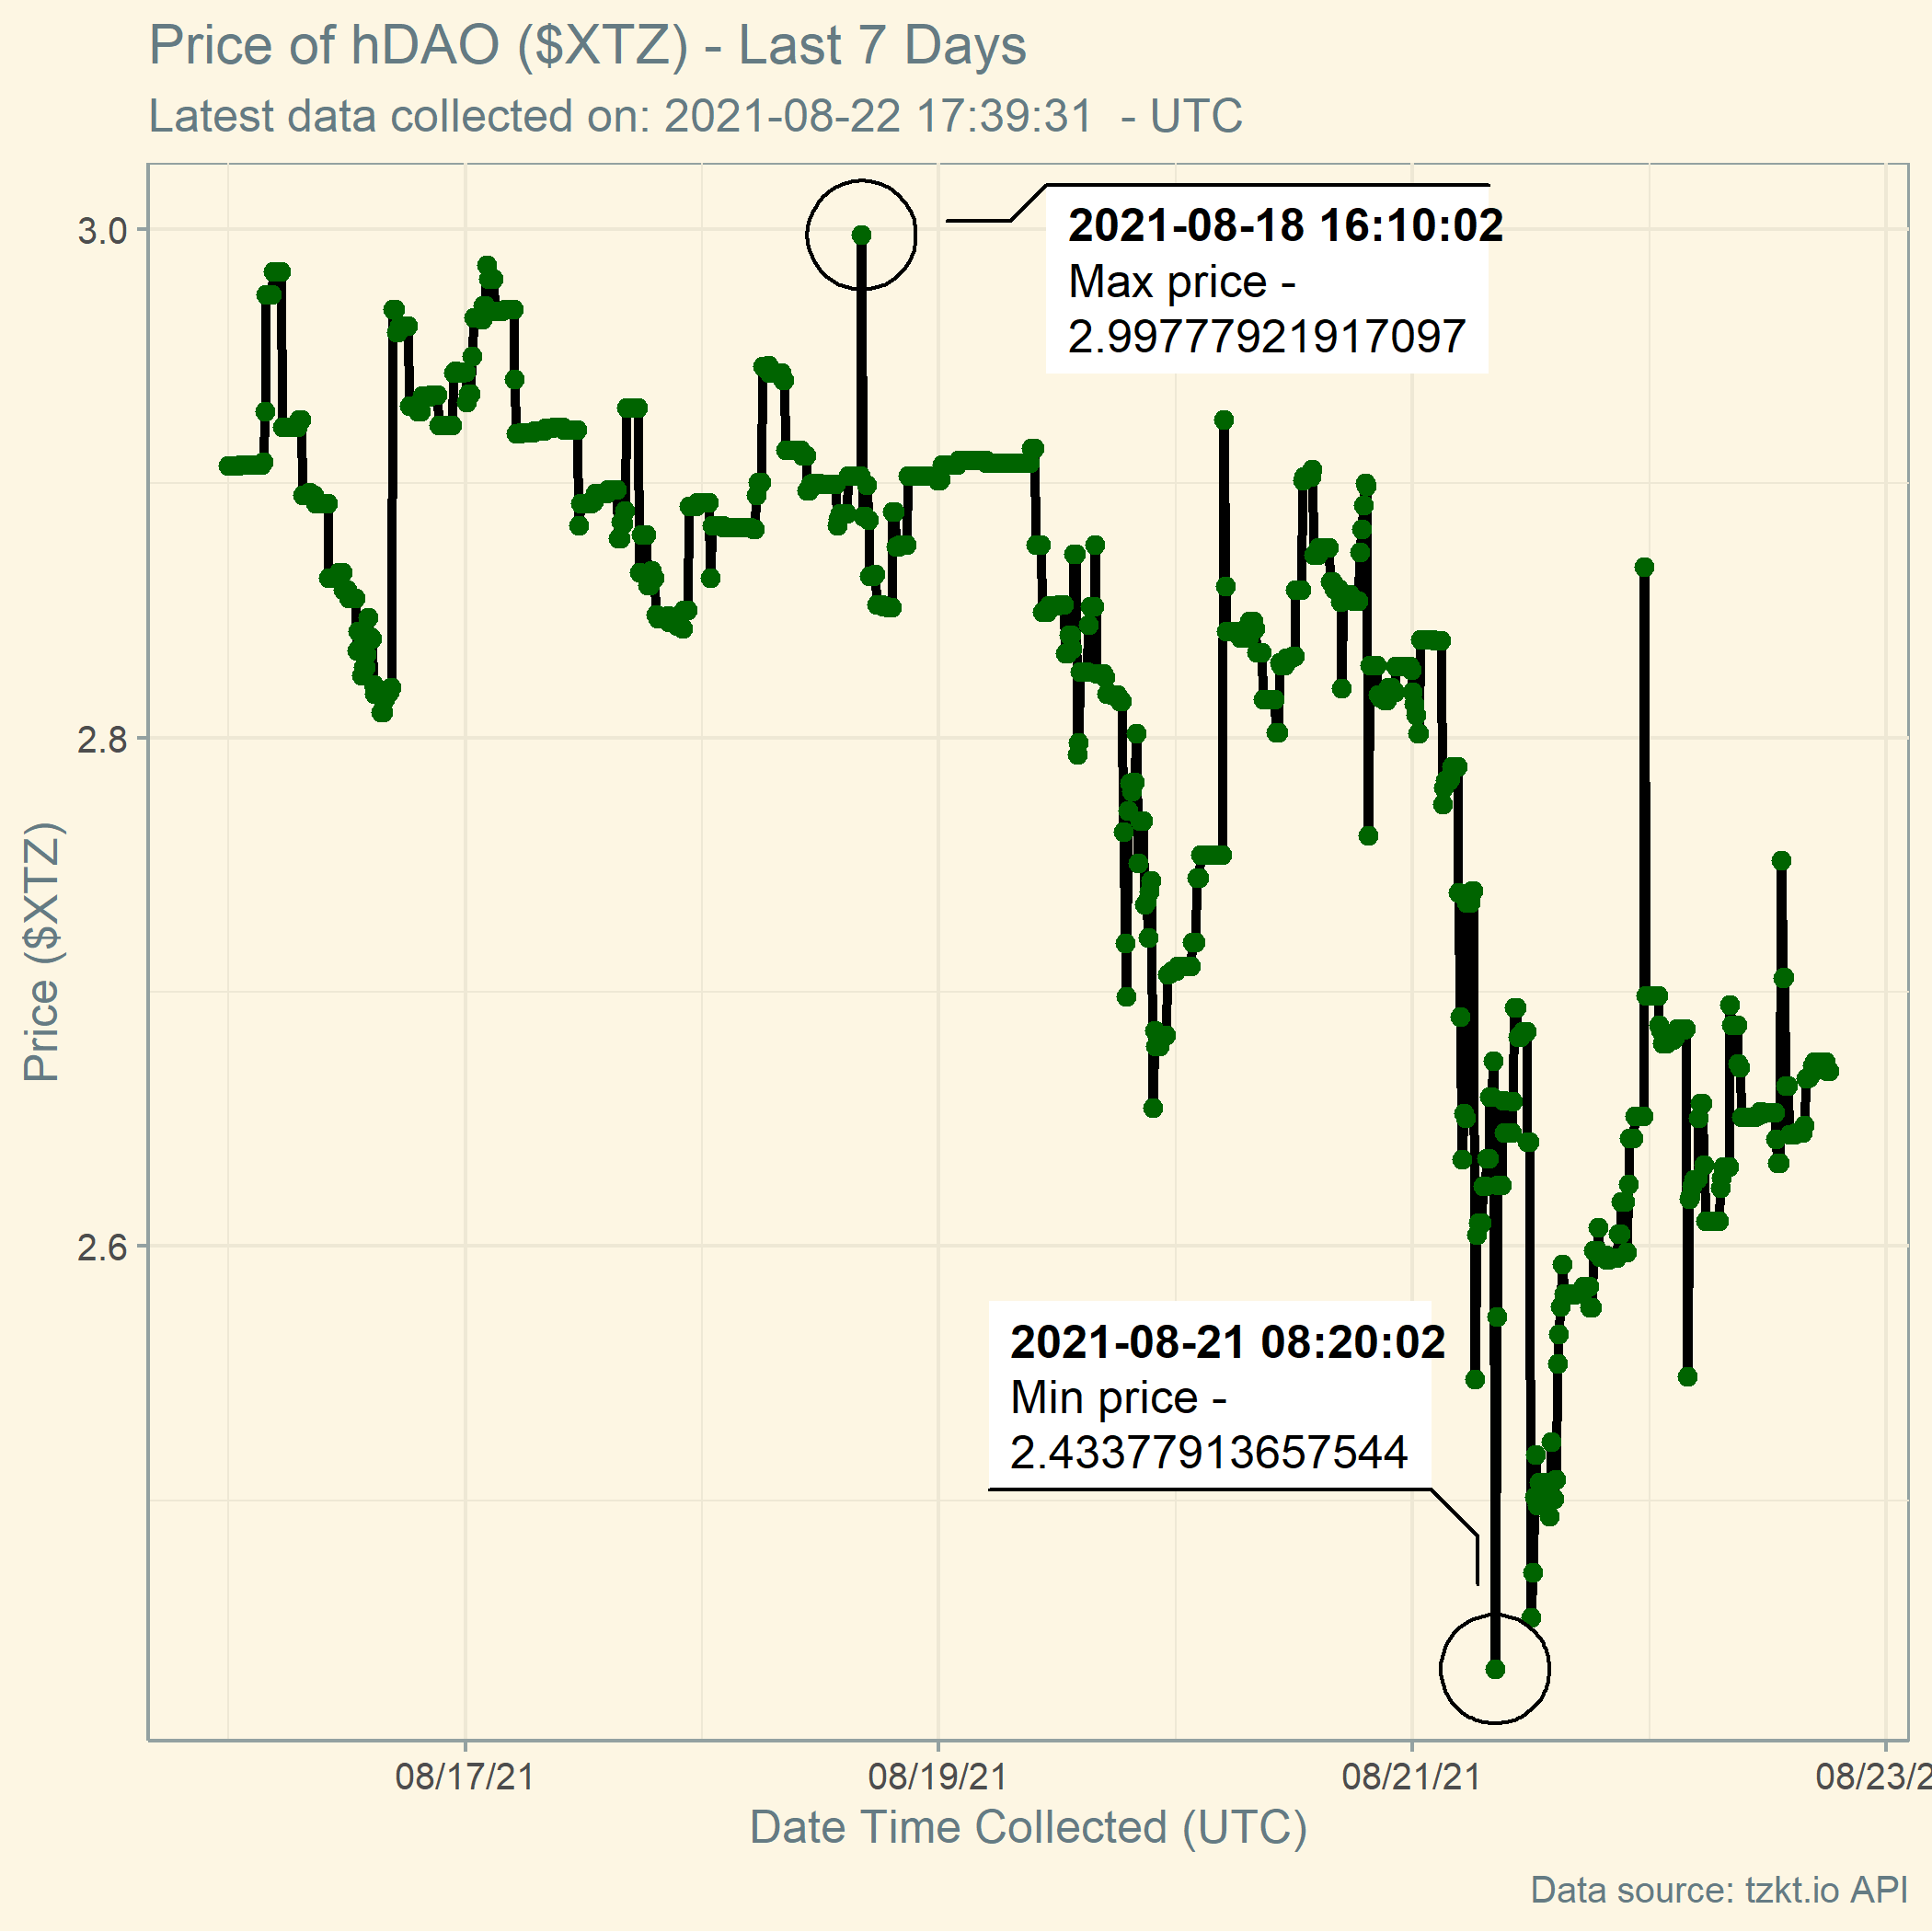 Price of hDAO ($XTZ) - Last 7 Days
Latest data collected on: 2021-08-22 17:39:31  - UTC
3.0
2.8
2.6
Price ($XTZ)
2021-08-18 16:10:02
Max price -
2.99777921917097
2021-08-21 08:20:02
Min price -
2.43377913657544
08/17/21
08/19/21
08/21/21
08/23/2
Date Time Collected (UTC)
Data source: tzkt.io API